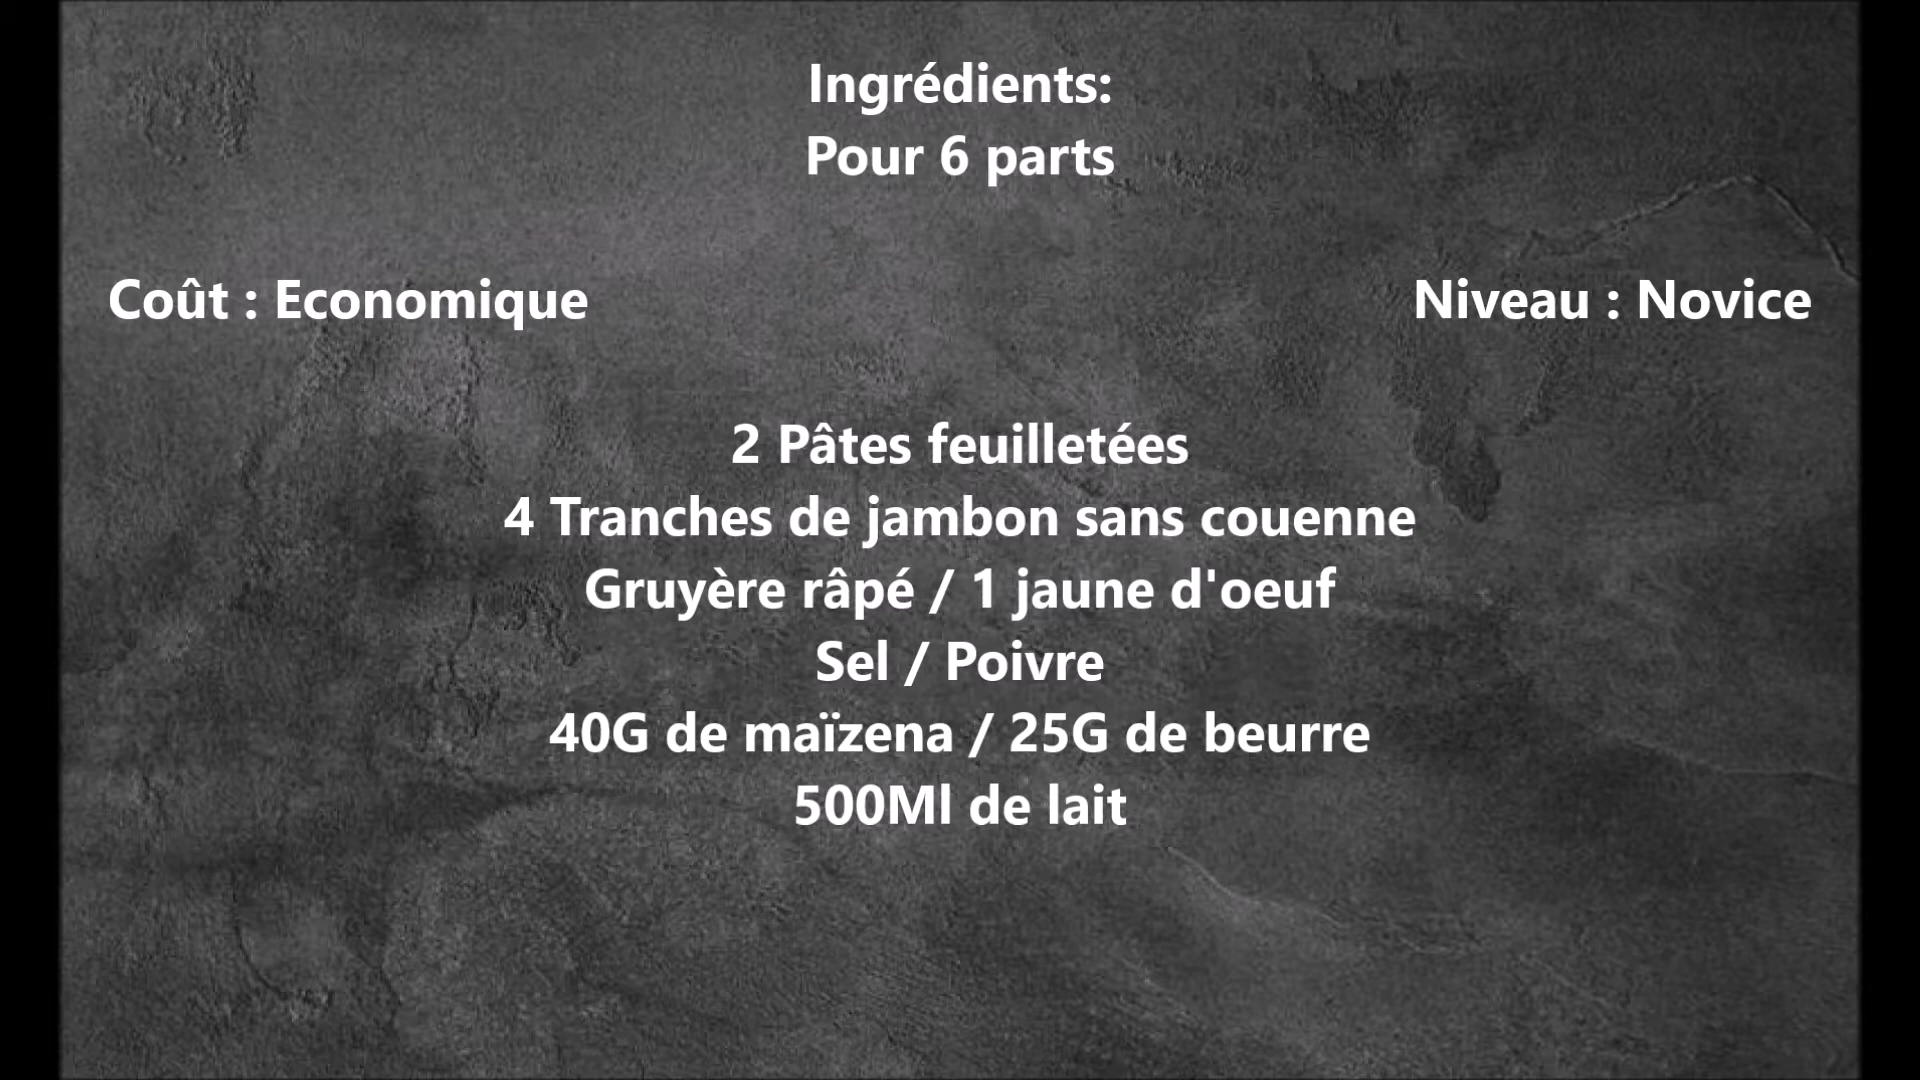 Ingrédients:
Pour 6 parts
Coût : Economique
Niveau : Novice
2 Pâtes feuilletées
4 Tranches de jambon sans couenne
Gruyère râpé / 1 jaune d'oeuf
Sel / Poivre
40G de maïzena / 25G de beurre
500Ml de lait